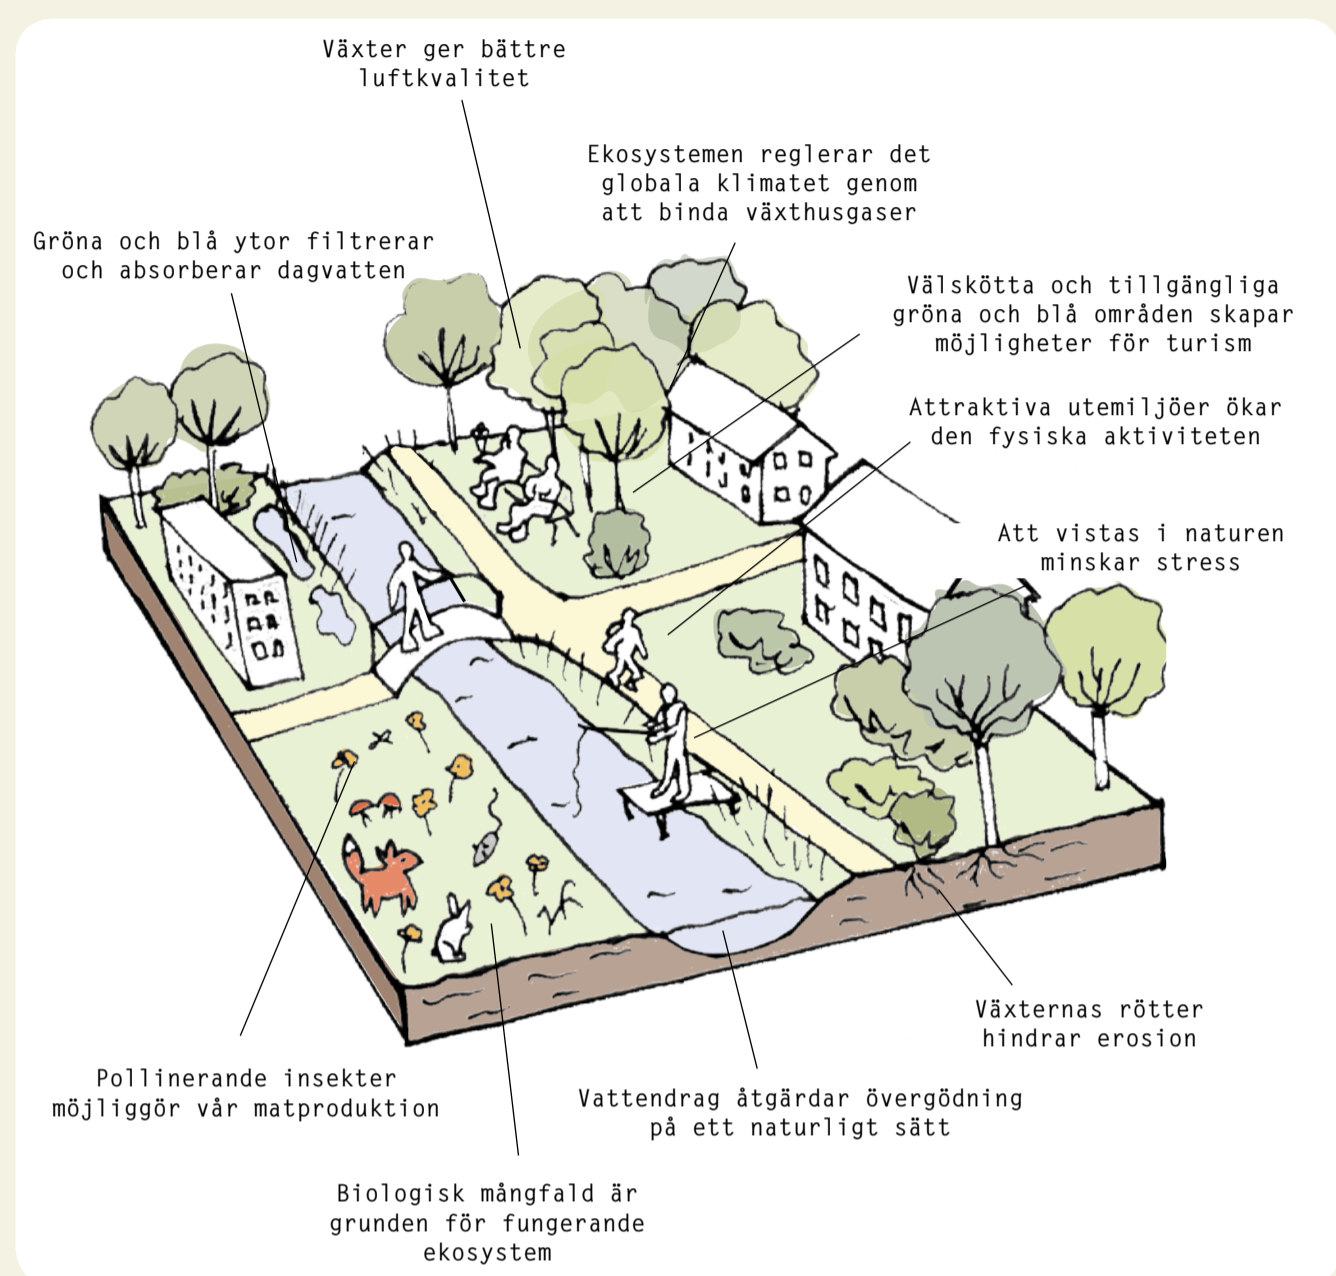 Växter ger bättre
luftkvalitet
Ekosystemen reglerar det
globala klimatet genom
att binda växthusgaser
Gröna och blå ytor filtrerar
och absorberar dagvatten
Välskötta och tillgängliga
gröna och blå områden skapar
möjligheter för turism
Attraktiva utemiljöer ökar
den fysiska aktiviteten
Att vistas i naturen
minskar stress
Växternas rötter
hindrar erosion
Pollinerande insekter
möjliggör vår matproduktion
Vattendrag åtgärdar övergödning
på ett naturligt sätt
Biologisk mångfald är
grunden för fungerande
ekosystem